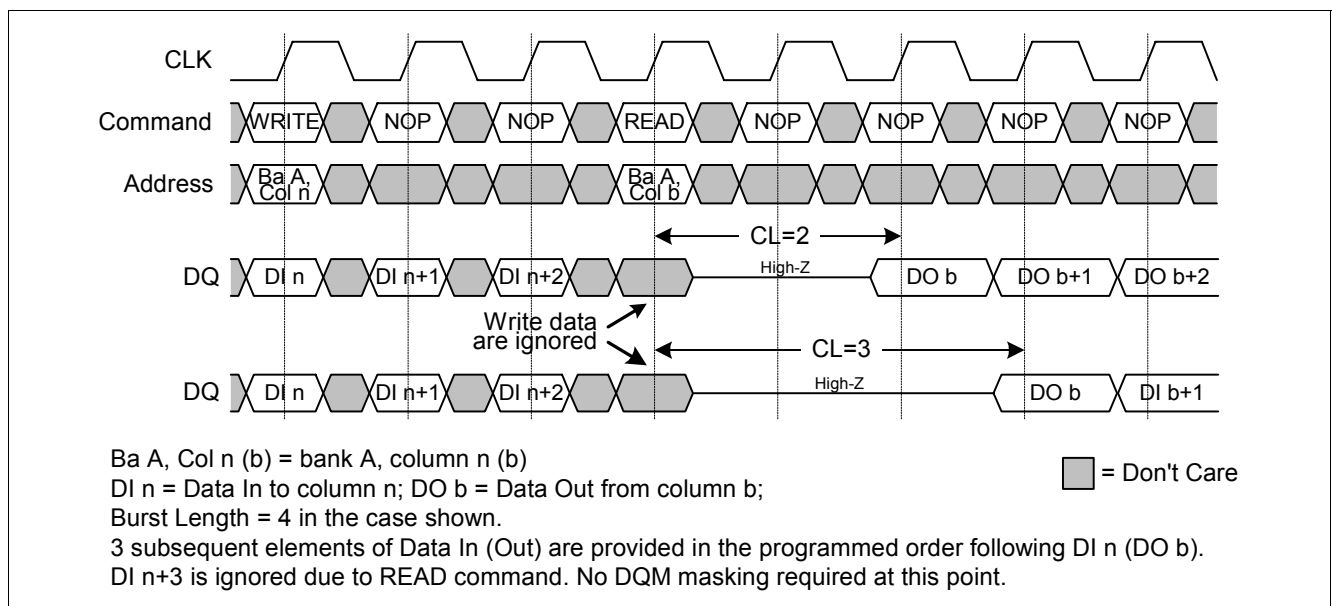 CLK
Command WRITE NOP NOP READ NOP NOP NOP NOP
Address Ba A, Col n Ba A, Col b
CL=2
DQ DI n DI n+1 DI n+2 High-Z DO b DO b+1 DO b+2
Write data
are ignored
CL=3
DQ DI n DI n+1 DI n+2 High-Z DO b DI b+1
Ba A, Col n (b) = bank A, column n (b)
= Don't Care
DI n = Data In to column n; DO b = Data Out from column b;
Burst Length = 4 in the case shown.
3 subsequent elements of Data In (Out) are provided in the programmed order following DI n (DO b).
DI n+3 is ignored due to READ command. No DQM masking required at this point.